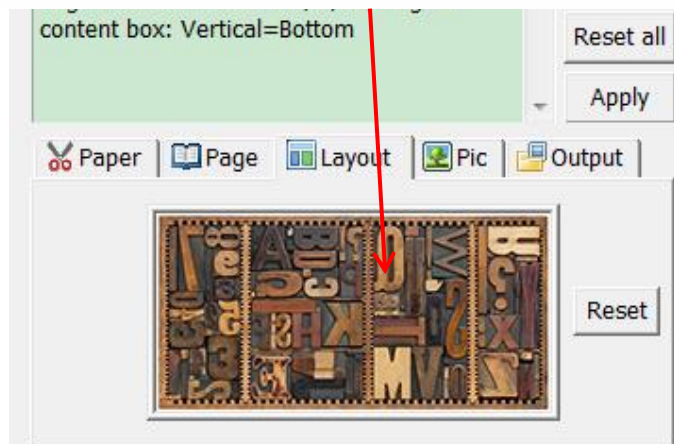 content box: Vertical=Bottom
Reset all
Apply
Paper
Page
Layout
Pic
Output
Reset